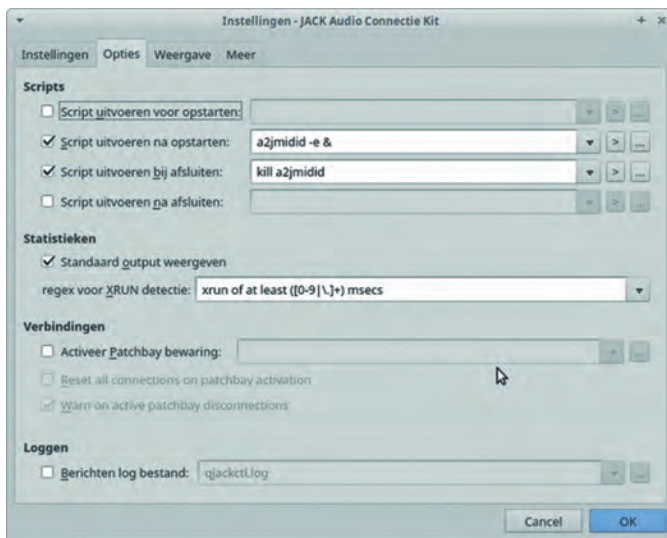 Instellingen - JACK Audio Connectie Kit
Instellingen Opties Weergave Meer
Scripts
Script uitvoeren voor opstarten:
Script uitvoeren na opstarten: a2jmidid -e &
Script uitvoeren bij afsluiten: kill a2jmidid
Script uitvoeren na afsluiten:
Statistieken
Standaard output weergeven
regex voor XRUN detectie: xrun of at least ([0-9|\.]+) msecs
Verbindingen
Activeer Patchbay bewaring:
Reset all connections on patchbay activation
Warn on active patchbay disconnections
Loggen
Berichten log bestand: qjackctl.log
Cancel OK